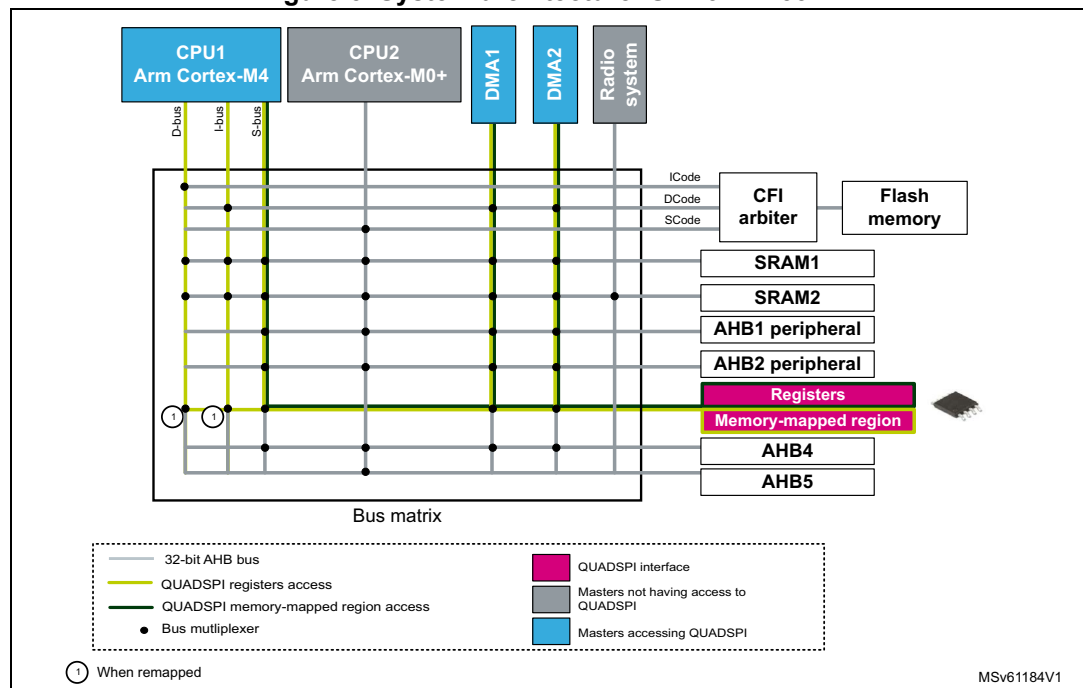 CPU1
Arm Cortex-M4
CPU2
Arm Cortex-M0+
DMA1
DMA2
Radio
system
D-bus
I-bus
S-bus
ICode
DCode
SCode
CFI
arbiter
Flash
memory
SRAM1
SRAM2
AHB1 peripheral
AHB2 peripheral
Registers
Memory-mapped region
1
1
AHB4
AHB5
Bus matrix
32-bit AHB bus
QUADSPI registers access
QUADSPI memory-mapped region access
Bus mutliplexer
QUADSPI interface
Masters not having access to
QUADSPI
Masters accessing QUADSPI
1 When remapped
MSv61184V1